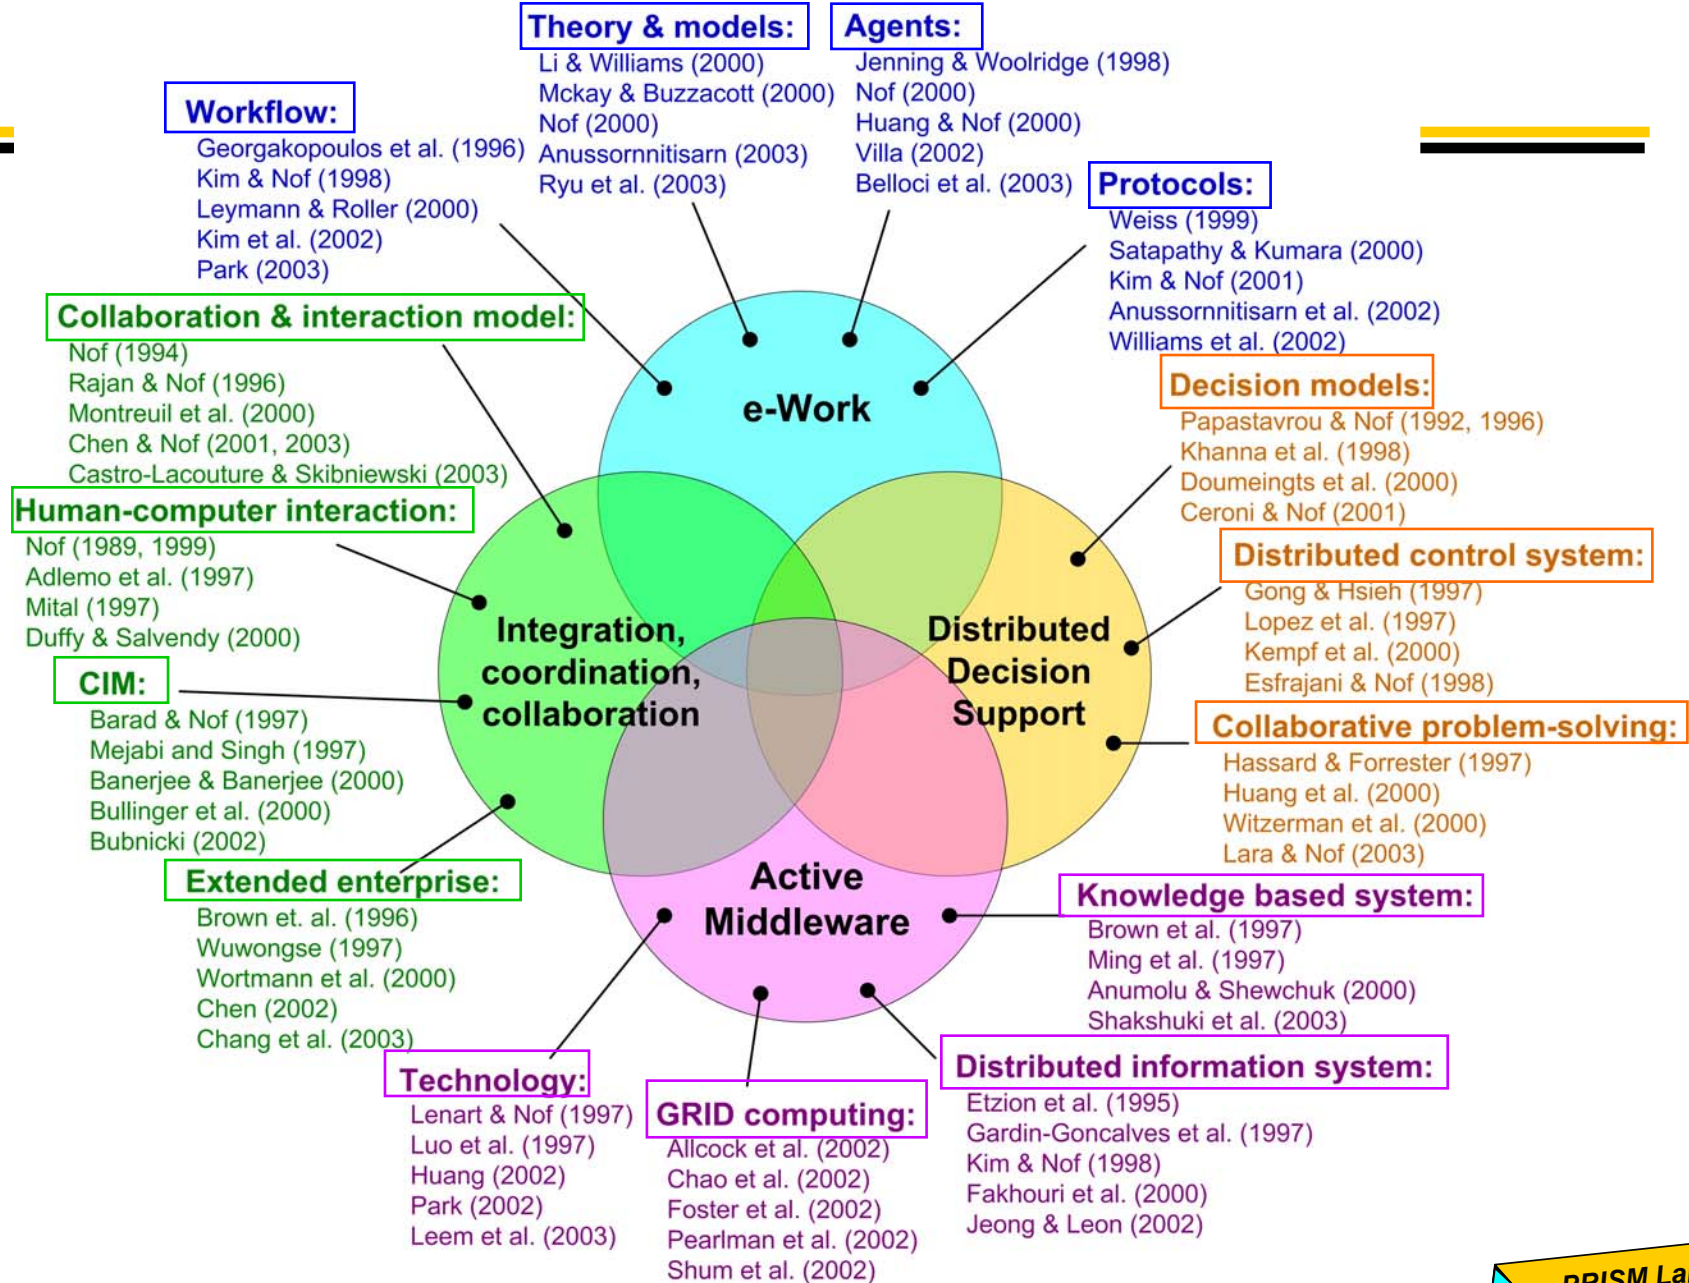 Theory & models:
Li & Williams (2000)
Mckay & Buzzacott (2000)
Nof (2000)
Anussornnitisarn (2003)
Ryu et al. (2003)
Agents:
Jenning & Woolridge (1998)
Nof (2000)
Huang & Nof (2000)
Villa (2002)
Belloci et al. (2003)
Workflow:
Georgakopoulos et al. (1996)
Kim & Nof (1998)
Leymann & Roller (2000)
Kim et al. (2002)
Park (2003)
Protocols:
Weiss (1999)
Satapathy & Kumara (2000)
Kim & Nof (2001)
Anussornnitisarn et al. (2002)
Williams et al. (2002)
Collaboration & interaction model:
Nof (1994)
Rajan & Nof (1996)
Montreuil et al. (2000)
Chen & Nof (2001, 2003)
Castro-Lacouture & Skibniewski (2003)
e-Work
Decision models:
Papastavrou & Nof (1992, 1996)
Khanna et al. (1998)
Doumeingts et al. (2000)
Ceroni & Nof (2001)
Human-computer interaction:
Nof (1989, 1999)
Adlemo et al. (1997)
Mital (1997)
Duffy & Salvendy (2000)
Distributed control system:
Gong & Hsieh (1997)
Lopez et al. (1997)
Kempf et al. (2000)
Esfrajani & Nof (1998)
Integration,
coordination,
collaboration
Distributed
Decision
Support
CIM:
Barad & Nof (1997)
Mejabi and Singh (1997)
Banerjee & Banerjee (2000)
Bullinger et al. (2000)
Bubnicki (2002)
Collaborative problem-solving:
Hassard & Forrester (1997)
Huang et al. (2000)
Witzerman et al. (2000)
Lara & Nof (2003)
Extended enterprise:
Brown et. al. (1996)
Wuwongse (1997)
Wortmann et al. (2000)
Chen (2002)
Chang et al. (2003)
Active
Middleware
Knowledge based system:
Brown et al. (1997)
Ming et al. (1997)
Anumolu & Shewchuk (2000)
Shakshuki et al. (2003)
Technology:
Lenart & Nof (1997)
Luo et al. (1997)
Huang (2002)
Park (2002)
Leem et al. (2003)
GRID computing:
Allcock et al. (2002)
Chao et al. (2002)
Foster et al. (2002)
Pearlman et al. (2002)
Shum et al. (2002)
Distributed information system:
Etzion et al. (1995)
Gardin-Goncalves et al. (1997)
Kim & Nof (1998)
Fakhouri et al. (2000)
Jeong & Leon (2002)
PRISM La